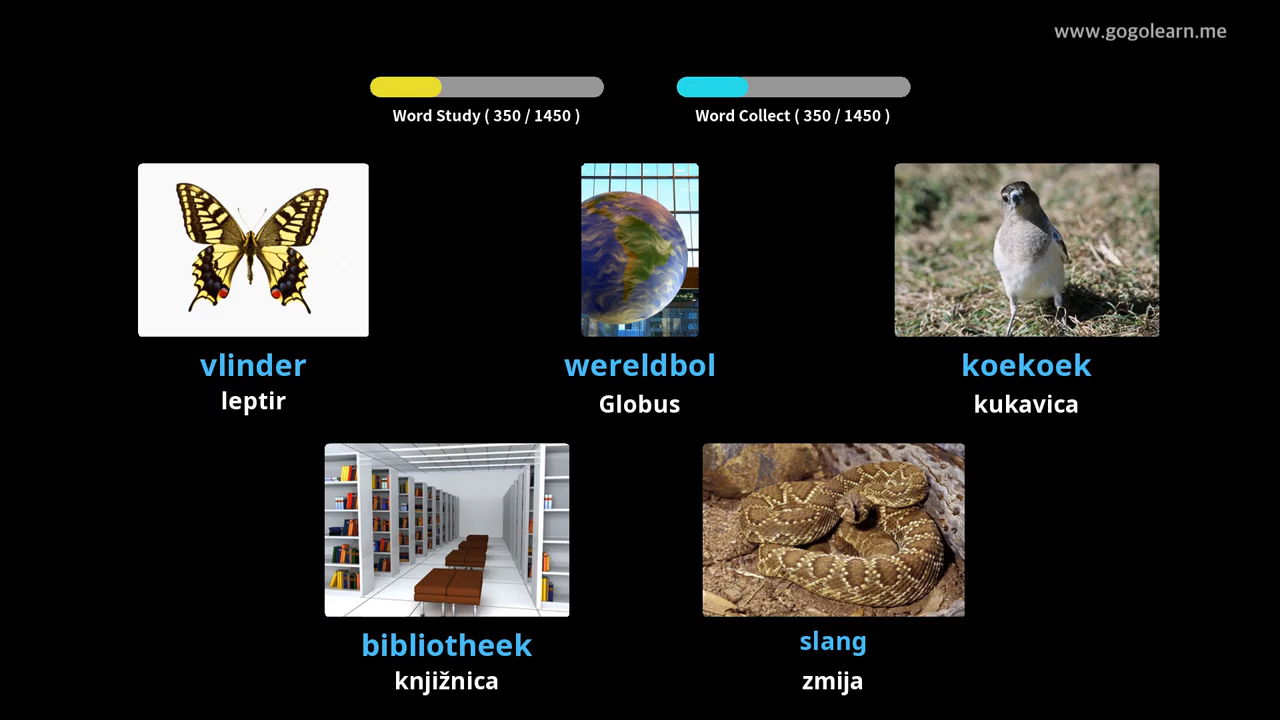 www.gogolearn.me
Word Study ( 350 / 1450 )
Word Collect ( 350 / 1450 )
vlinder
leptir
wereldbol
Globus
koekoek
kukavica
bibliotheek
knjižnica
slang
zmija